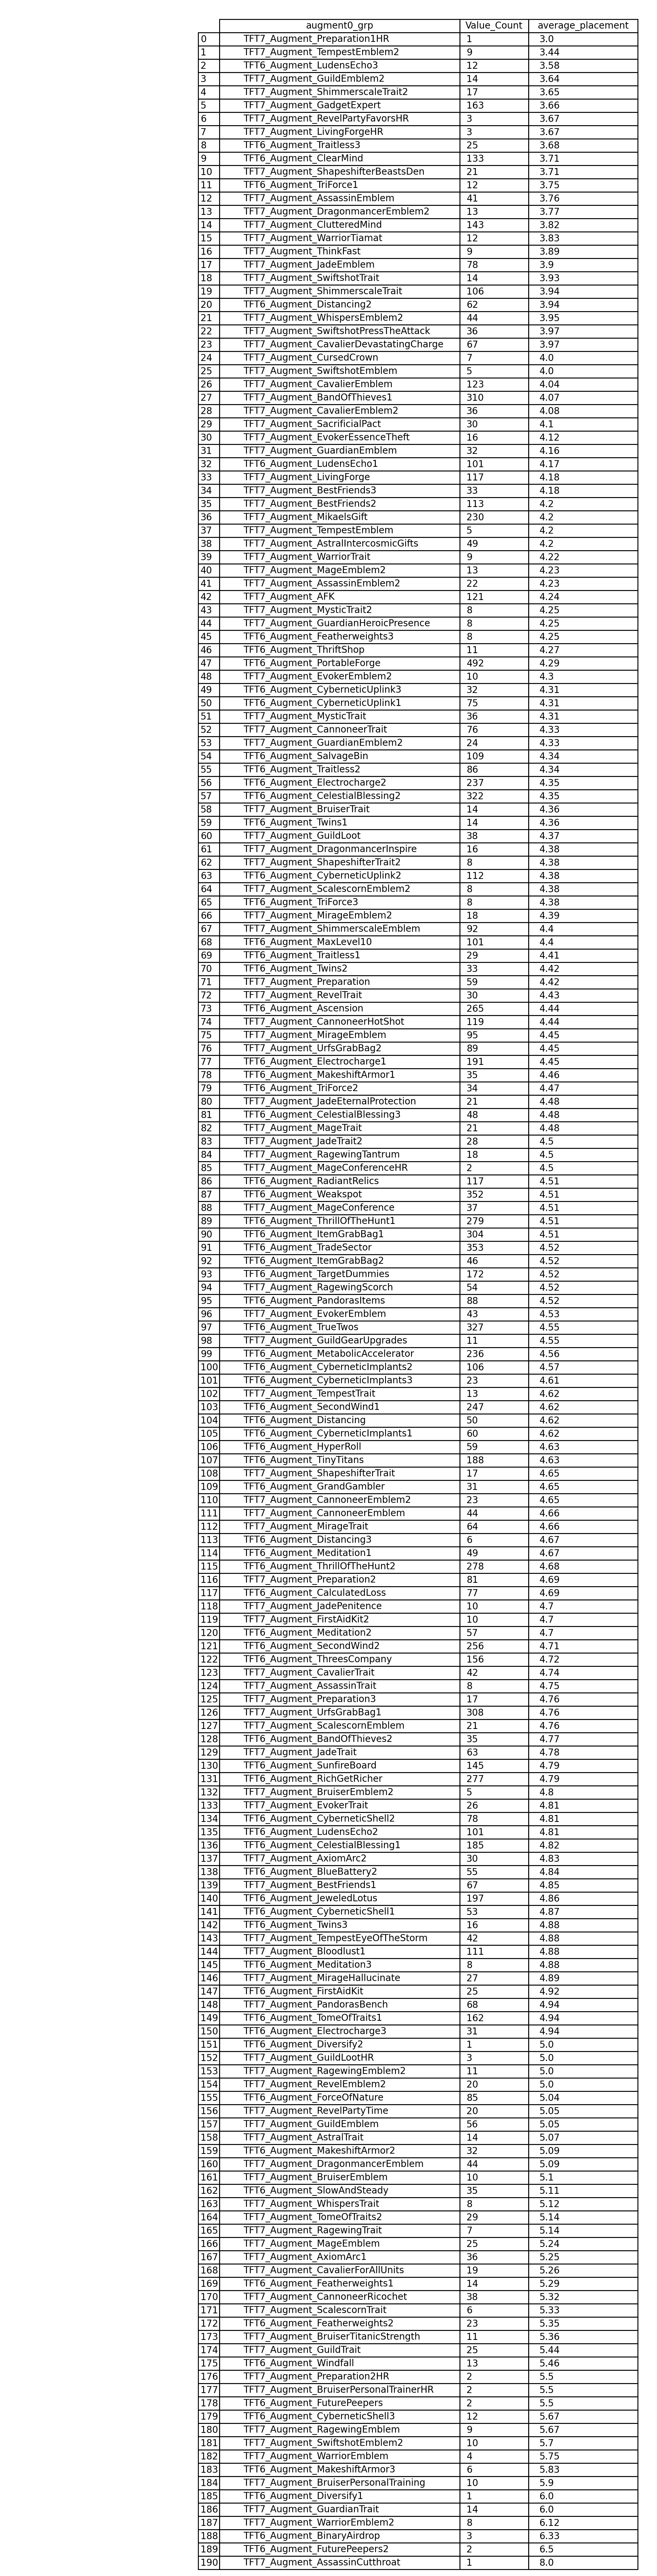 augment0_grp Value_Count average_placement
0 TFT7_Augment_Preparation1HR 1 3.0
1 TFT7_Augment_TempestEmblem2 9 3.44
2 TFT6_Augment_LudensEcho3 12 3.58
3 TFT7_Augment_GuildEmblem2 14 3.64
4 TFT7_Augment_ShimmerscaleTrait2 17 3.65
5 TFT7_Augment_GadgetExpert 163 3.66
6 TFT7_Augment_RevelPartyFavorsHR 3 3.67
7 TFT7_Augment_LivingForgeHR 3 3.67
8 TFT6_Augment_Traitless3 25 3.68
9 TFT6_Augment_ClearMind 133 3.71
10 TFT7_Augment_ShapeshifterBeastsDen 21 3.71
11 TFT6_Augment_TriForce1 12 3.75
12 TFT7_Augment_AssassinEmblem 41 3.76
13 TFT7_Augment_DragonmancerEmblem2 13 3.77
14 TFT7_Augment_ClutteredMind 143 3.82
15 TFT7_Augment_WarriorTiamat 12 3.83
16 TFT7_Augment_ThinkFast 9 3.89
17 TFT7_Augment_JadeEmblem 78 3.9
18 TFT7_Augment_SwiftshotTrait 14 3.93
19 TFT7_Augment_ShimmerscaleTrait 106 3.94
20 TFT6_Augment_Distancing2 62 3.94
21 TFT7_Augment_WhispersEmblem2 44 3.95
22 TFT7_Augment_SwiftshotPressTheAttack 36 3.97
23 TFT7_Augment_CavalierDevastatingCharge 67 3.97
24 TFT7_Augment_CursedCrown 7 4.0
25 TFT7_Augment_SwiftshotEmblem 5 4.0
26 TFT7_Augment_CavalierEmblem 123 4.04
27 TFT7_Augment_BandOfThieves1 310 4.07
28 TFT7_Augment_CavalierEmblem2 36 4.08
29 TFT7_Augment_SacrificialPact 30 4.1
30 TFT7_Augment_EvokerEssenceTheft 16 4.12
31 TFT7_Augment_GuardianEmblem 32 4.16
32 TFT6_Augment_LudensEcho1 101 4.17
33 TFT7_Augment_LivingForge 117 4.18
34 TFT7_Augment_BestFriends3 33 4.18
35 TFT7_Augment_BestFriends2 113 4.2
36 TFT7_Augment_MikaelsGift 230 4.2
37 TFT7_Augment_TempestEmblem 5 4.2
38 TFT7_Augment_AstralIntercosmicGifts 49 4.2
39 TFT7_Augment_WarriorTrait 9 4.22
40 TFT7_Augment_MageEmblem2 13 4.23
41 TFT7_Augment_AssassinEmblem2 22 4.23
42 TFT7_Augment_AFK 121 4.24
43 TFT7_Augment_MysticTrait2 8 4.25
44 TFT7_Augment_GuardianHeroicPresence 8 4.25
45 TFT6_Augment_Featherweights3 8 4.25
46 TFT6_Augment_ThriftShop 11 4.27
47 TFT6_Augment_PortableForge 492 4.29
48 TFT7_Augment_EvokerEmblem2 10 4.3
49 TFT6_Augment_CyberneticUplink3 32 4.31
50 TFT6_Augment_CyberneticUplink1 75 4.31
51 TFT7_Augment_MysticTrait 36 4.31
52 TFT7_Augment_CannoneerTrait 76 4.33
53 TFT7_Augment_GuardianEmblem2 24 4.33
54 TFT6_Augment_SalvageBin 109 4.34
55 TFT6_Augment_Traitless2 86 4.34
56 TFT6_Augment_Electrocharge2 237 4.35
57 TFT6_Augment_CelestialBlessing2 322 4.35
58 TFT7_Augment_BruiserTrait 14 4.36
59 TFT6_Augment_Twins1 14 4.36
60 TFT7_Augment_GuildLoot 38 4.37
61 TFT7_Augment_DragonmancerInspire 16 4.38
62 TFT7_Augment_ShapeshifterTrait2 8 4.38
63 TFT6_Augment_CyberneticUplink2 112 4.38
64 TFT7_Augment_ScalescornEmblem2 8 4.38
65 TFT6_Augment_TriForce3 8 4.38
66 TFT7_Augment_MirageEmblem2 18 4.39
67 TFT7_Augment_ShimmerscaleEmblem 92 4.4
68 TFT6_Augment_MaxLevel10 101 4.4
69 TFT6_Augment_Traitless1 29 4.41
70 TFT6_Augment_Twins2 33 4.42
71 TFT7_Augment_Preparation 59 4.42
72 TFT7_Augment_RevelTrait 30 4.43
73 TFT6_Augment_Ascension 265 4.44
74 TFT7_Augment_CannoneerHotShot 119 4.44
75 TFT7_Augment_MirageEmblem 95 4.45
76 TFT7_Augment_UrfsGrabBag2 89 4.45
77 TFT6_Augment_Electrocharge1 191 4.45
78 TFT6_Augment_MakeshiftArmor1 35 4.46
79 TFT6_Augment_TriForce2 34 4.47
80 TFT7_Augment_JadeEternalProtection 21 4.48
81 TFT6_Augment_CelestialBlessing3 48 4.48
82 TFT7_Augment_MageTrait 21 4.48
83 TFT7_Augment_JadeTrait2 28 4.5
84 TFT7_Augment_RagewingTantrum 18 4.5
85 TFT7_Augment_MageConferenceHR 2 4.5
86 TFT6_Augment_RadiantRelics 117 4.51
87 TFT6_Augment_Weakspot 352 4.51
88 TFT7_Augment_MageConference 37 4.51
89 TFT6_Augment_ThrillOfTheHunt1 279 4.51
90 TFT6_Augment_ItemGrabBag1 304 4.51
91 TFT6_Augment_TradeSector 353 4.52
92 TFT6_Augment_ItemGrabBag2 46 4.52
93 TFT6_Augment_TargetDummies 172 4.52
94 TFT7_Augment_RagewingScorch 54 4.52
95 TFT6_Augment_PandorasItems 88 4.52
96 TFT7_Augment_EvokerEmblem 43 4.53
97 TFT6_Augment_TrueTwos 327 4.55
98 TFT7_Augment_GuildGearUpgrades 11 4.55
99 TFT6_Augment_MetabolicAccelerator 236 4.56
100 TFT6_Augment_CyberneticImplants2 106 4.57
101 TFT6_Augment_CyberneticImplants3 23 4.61
102 TFT7_Augment_TempestTrait 13 4.62
103 TFT6_Augment_SecondWind1 247 4.62
104 TFT6_Augment_Distancing 50 4.62
105 TFT6_Augment_CyberneticImplants1 60 4.62
106 TFT6_Augment_HyperRoll 59 4.63
107 TFT6_Augment_TinyTitans 188 4.63
108 TFT7_Augment_ShapeshifterTrait 17 4.65
109 TFT6_Augment_GrandGambler 31 4.65
110 TFT7_Augment_CannoneerEmblem2 23 4.65
111 TFT7_Augment_CannoneerEmblem 44 4.66
112 TFT7_Augment_MirageTrait 64 4.66
113 TFT6_Augment_Distancing3 6 4.67
114 TFT6_Augment_Meditation1 49 4.67
115 TFT6_Augment_ThrillOfTheHunt2 278 4.68
116 TFT7_Augment_Preparation2 81 4.69
117 TFT6_Augment_CalculatedLoss 77 4.69
118 TFT7_Augment_JadePenitence 10 4.7
119 TFT7_Augment_FirstAidKit2 10 4.7
120 TFT6_Augment_Meditation2 57 4.7
121 TFT6_Augment_SecondWind2 256 4.71
122 TFT6_Augment_ThreesCompany 156 4.72
123 TFT7_Augment_CavalierTrait 42 4.74
124 TFT7_Augment_AssassinTrait 8 4.75
125 TFT7_Augment_Preparation3 17 4.76
126 TFT7_Augment_UrfsGrabBag1 308 4.76
127 TFT7_Augment_ScalescornEmblem 21 4.76
128 TFT6_Augment_BandOfThieves2 35 4.77
129 TFT7_Augment_JadeTrait 63 4.78
130 TFT6_Augment_SunfireBoard 145 4.79
131 TFT6_Augment_RichGetRicher 277 4.79
132 TFT7_Augment_BruiserEmblem2 5 4.8
133 TFT7_Augment_EvokerTrait 26 4.81
134 TFT6_Augment_CyberneticShell2 78 4.81
135 TFT6_Augment_LudensEcho2 101 4.81
136 TFT6_Augment_CelestialBlessing1 185 4.82
137 TFT7_Augment_AxiomArc2 30 4.83
138 TFT6_Augment_BlueBattery2 55 4.84
139 TFT7_Augment_BestFriends1 67 4.85
140 TFT6_Augment_JeweledLotus 197 4.86
141 TFT6_Augment_CyberneticShell1 53 4.87
142 TFT6_Augment_Twins3 16 4.88
143 TFT7_Augment_TempestEyeOfTheStorm 42 4.88
144 TFT7_Augment_Bloodlust1 111 4.88
145 TFT6_Augment_Meditation3 8 4.88
146 TFT7_Augment_MirageHallucinate 27 4.89
147 TFT6_Augment_FirstAidKit 25 4.92
148 TFT7_Augment_PandorasBench 68 4.94
149 TFT6_Augment_TomeOfTraits1 162 4.94
150 TFT6_Augment_Electrocharge3 31 4.94
151 TFT6_Augment_Diversify2 1 5.0
152 TFT7_Augment_GuildLootHR 3 5.0
153 TFT7_Augment_RagewingEmblem2 11 5.0
154 TFT7_Augment_RevelEmblem2 20 5.0
155 TFT6_Augment_ForceOfNature 85 5.04
156 TFT7_Augment_RevelPartyTime 20 5.05
157 TFT7_Augment_GuildEmblem 56 5.05
158 TFT7_Augment_AstralTrait 14 5.07
159 TFT6_Augment_MakeshiftArmor2 32 5.09
160 TFT7_Augment_DragonmancerEmblem 44 5.09
161 TFT7_Augment_BruiserEmblem 10 5.1
162 TFT6_Augment_SlowAndSteady 35 5.11
163 TFT7_Augment_WhispersTrait 8 5.12
164 TFT7_Augment_TomeOfTraits2 29 5.14
165 TFT7_Augment_RagewingTrait 7 5.14
166 TFT7_Augment_MageEmblem 25 5.24
167 TFT7_Augment_AxiomArc1 36 5.25
168 TFT7_Augment_CavalierForAllUnits 19 5.26
169 TFT6_Augment_Featherweights1 14 5.29
170 TFT7_Augment_CannoneerRicochet 38 5.32
171 TFT7_Augment_ScalescornTrait 6 5.33
172 TFT6_Augment_Featherweights2 23 5.35
173 TFT7_Augment_BruiserTitanicStrength 11 5.36
174 TFT7_Augment_GuildTrait 25 5.44
175 TFT6_Augment_Windfall 13 5.46
176 TFT7_Augment_Preparation2HR 2 5.5
177 TFT7_Augment_BruiserPersonalTrainerHR 2 5.5
178 TFT6_Augment_FuturePeepers 2 5.5
179 TFT6_Augment_CyberneticShell3 12 5.67
180 TFT7_Augment_RagewingEmblem 9 5.67
181 TFT7_Augment_SwiftshotEmblem2 10 5.7
182 TFT7_Augment_WarriorEmblem 4 5.75
183 TFT6_Augment_MakeshiftArmor3 6 5.83
184 TFT7_Augment_BruiserPersonalTraining 10 5.9
185 TFT6_Augment_Diversify1 1 6.0
186 TFT7_Augment_GuardianTrait 14 6.0
187 TFT7_Augment_WarriorEmblem2 8 6.12
188 TFT6_Augment_BinaryAirdrop 3 6.33
189 TFT6_Augment_FuturePeepers2 2 6.5
190 TFT7_Augment_AssassinCutthroat 1 8.0